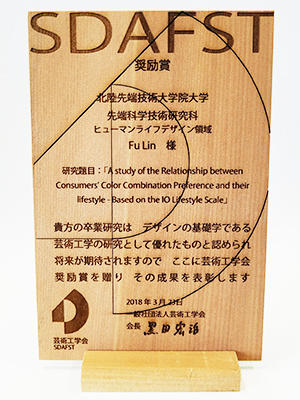 SDAFST
奨励賞
北陸先端技術大学院大学
先端科学技術研究科
ヒューマンライフデザイン領域
Fu Lin 様
研究題目：「A study of the Relationship between
Consumers' Color Combination Preference and their
lifestyle - Based on the IO Lifestyle Scale」
貴方の卒業研究は デザインの基礎学である
芸術工学の研究として優れたものと認められ
将来が期待されますので ここに芸術工学会
奨励賞を贈り その成果を表彰します
2018年3月23日
一般社団法人芸術工学会
会長 黒田宏治
芸術工学会
SDAFST